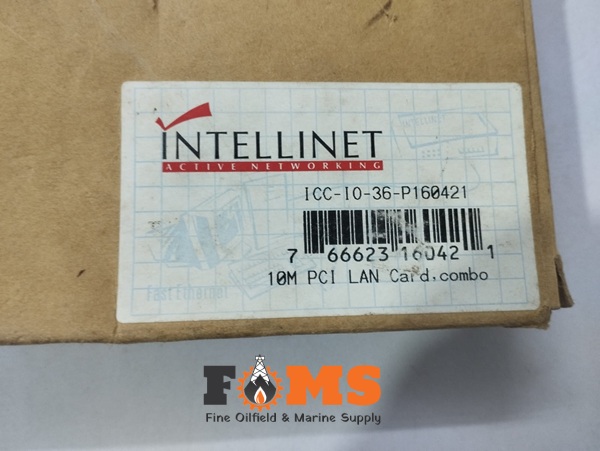 INTELLINET
ACTIVE NETWORKING
ICC-IO-36-P160421
7 66623 16042 1
10M PCI LAN Card,combo
Fast Ethernet
FOMS
Fine Oilfield & Marine Supply